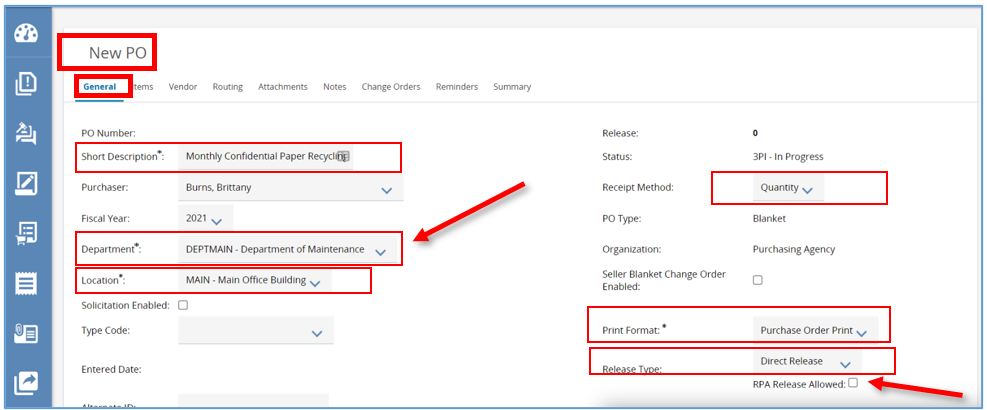 New PO
General Items Vendor Routing Attachments Notes Change Orders Reminders Summary
PO Number:
Short Description*: Monthly Confidential Paper Recycling
Purchaser: Burns, Brittany
Fiscal Year: 2021
Department*: DEPTMAIN - Department of Maintenance
Location*: MAIN - Main Office Building
Solicitation Enabled:
Type Code:
Entered Date:
Alternate ID:
Release: 0
Status: 3PI - In Progress
Receipt Method: Quantity
PO Type: Blanket
Organization: Purchasing Agency
Seller Blanket Change Order
Enabled:
Print Format: * Purchase Order Print
Release Type: Direct Release
RPA Release Allowed: